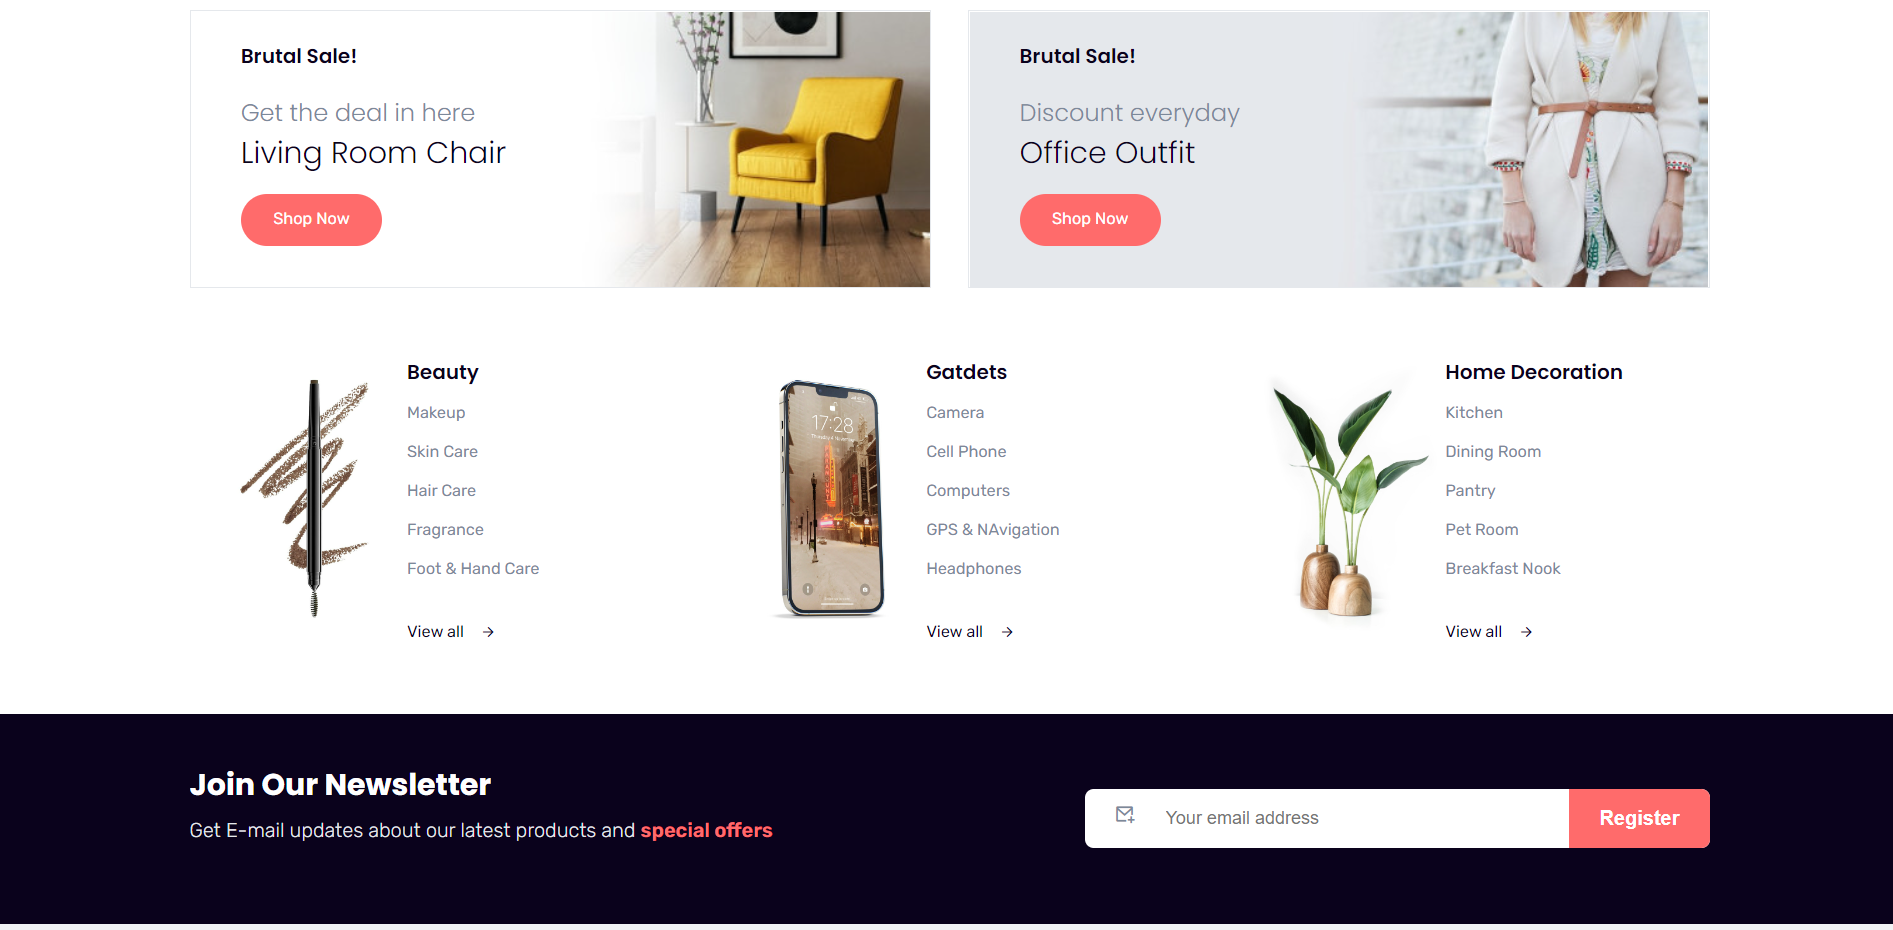 Brutal Sale!
Get the deal in here
Living Room Chair
Shop Now
Brutal Sale!
Discount everyday
Office Outfit
Shop Now
Beauty
Makeup
Skin Care
Hair Care
Fragrance
Foot & Hand Care
View all
17:28
Gatdets
Camera
Cell Phone
Computers
GPS & NAvigation
Headphones
View all
Home Decoration
Kitchen
Dining Room
Pantry
Pet Room
Breakfast Nook
View all
Join Our Newsletter
Get E-mail updates about our latest products and special offers
Your email address
Register